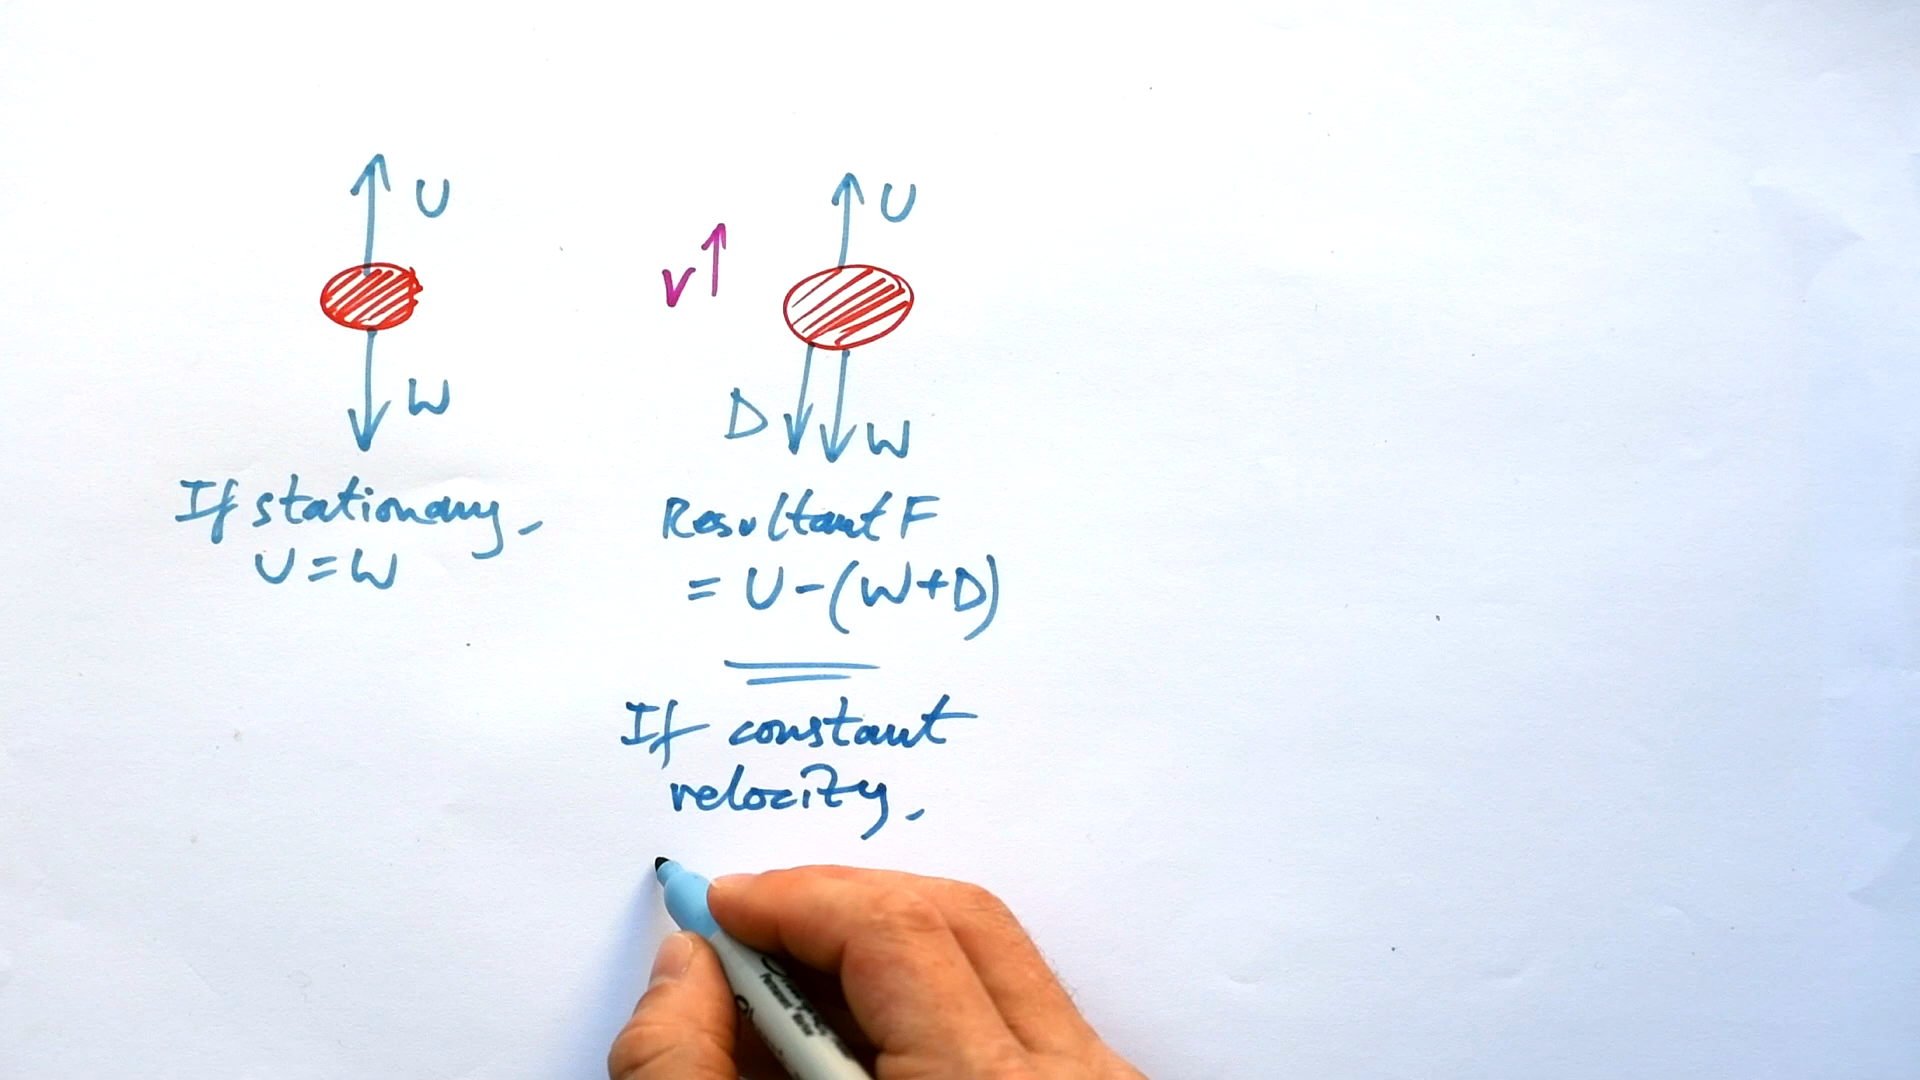 U
W
If stationary,
U = W
V
U
D
W
Resultant F
= U - (W + D)
If constant
velocity,